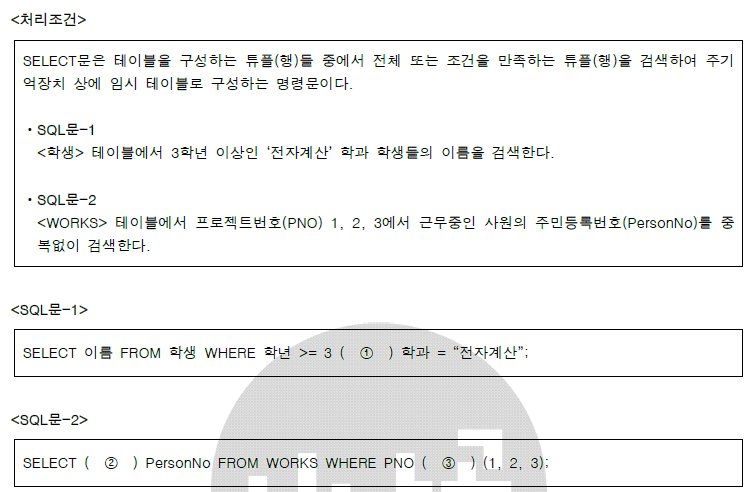 <처리조건>
SELECT문은 테이블을 구성하는 튜플(행)들 중에서 전체 또는 조건을 만족하는 튜플(행)을 검색하여 주기
억장치 상에 임시 테이블로 구성하는 명령문이다.
・SQL문-1
<학생> 테이블에서 3학년 이상인 ‘전자계산’ 학과 학생들의 이름을 검색한다.
・SQL문-2
<WORKS> 테이블에서 프로젝트번호(PNO) 1, 2, 3에서 근무중인 사원의 주민등록번호(PersonNo)를 중
복없이 검색한다.
<SQL문-1>
SELECT 이름 FROM 학생 WHERE 학년 >= 3 ( ① ) 학과 = “전자계산”;
<SQL문-2>
SELECT ( ② ) PersonNo FROM WORKS WHERE PNO ( ③ ) (1, 2, 3);